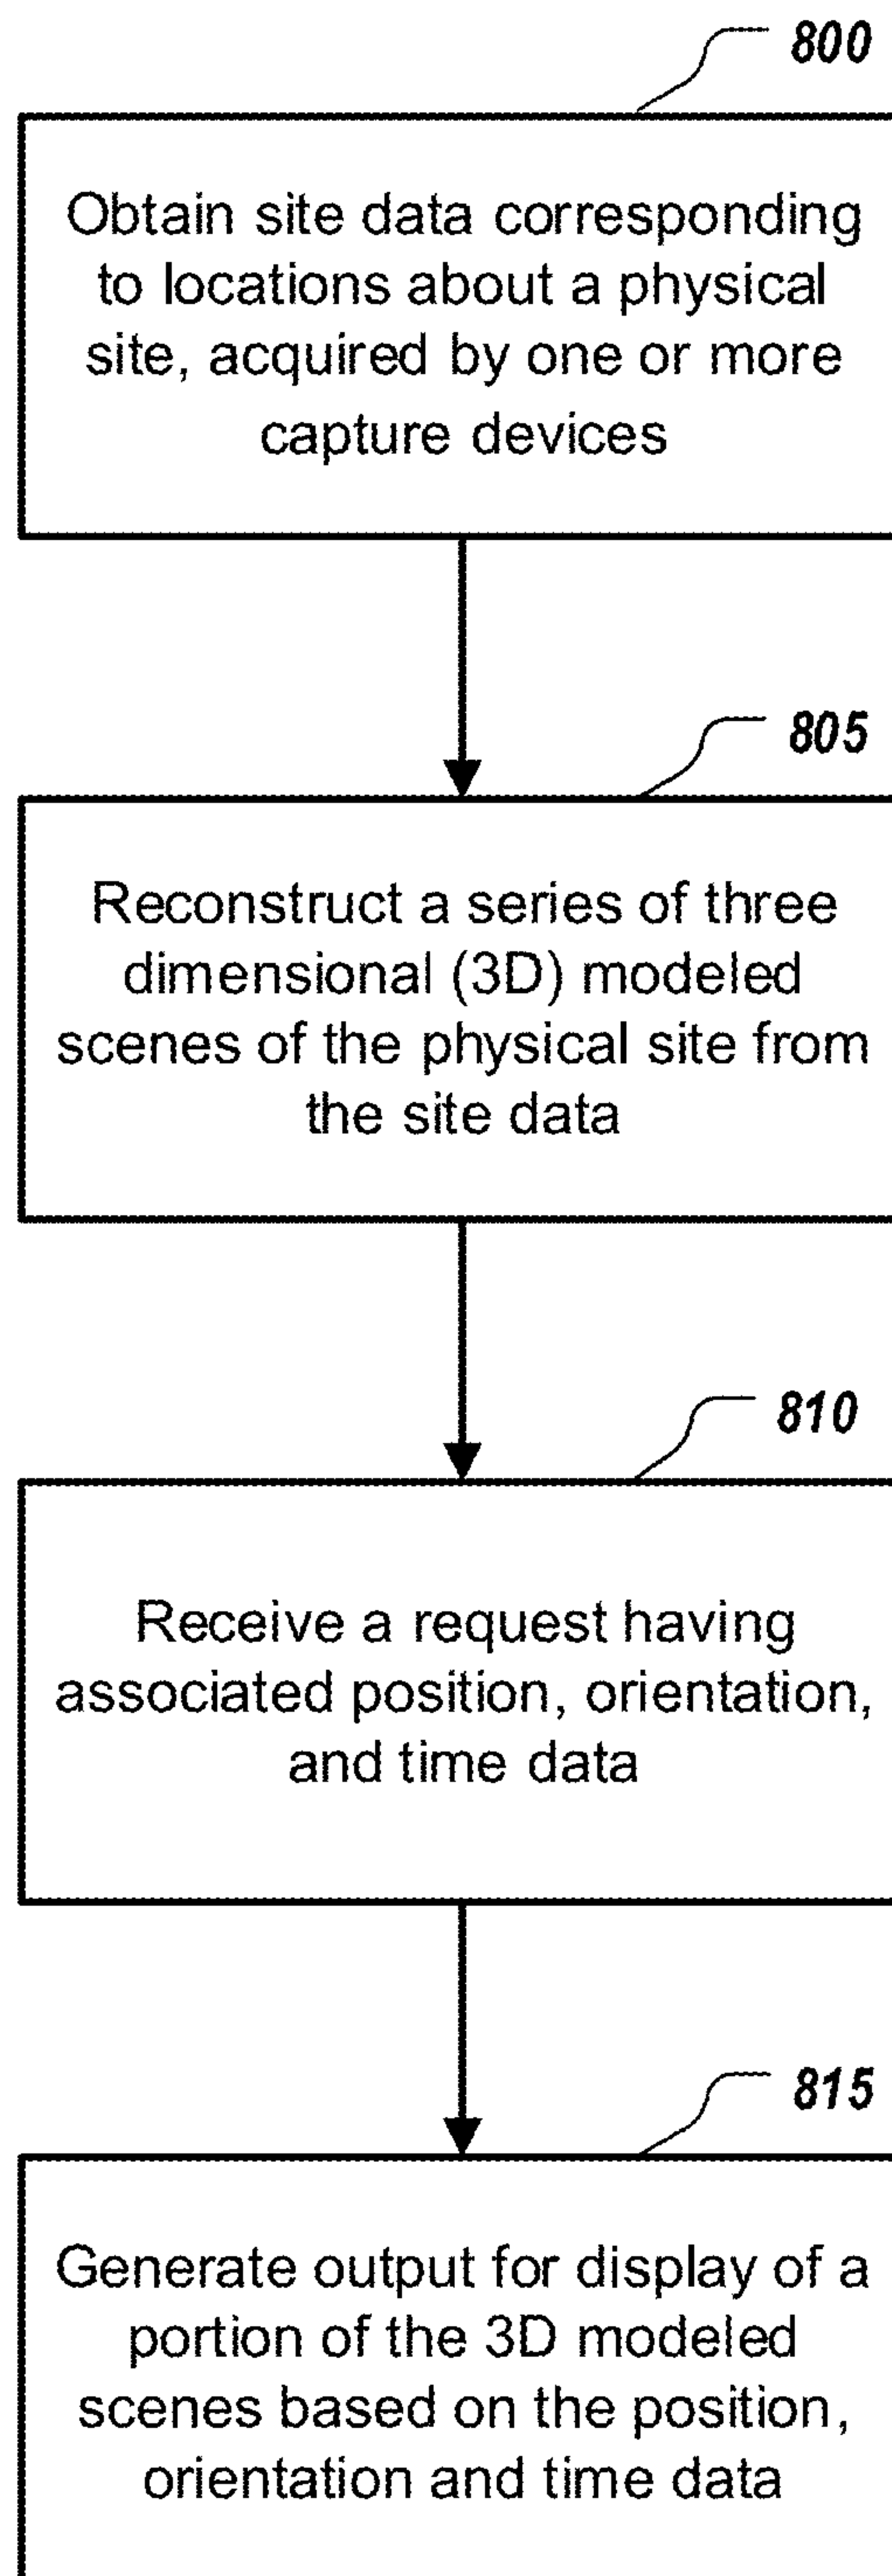 800
Obtain site data corresponding
to locations about a physical
site, acquired by one or more
capture devices
805
Reconstruct a series of three
dimensional (3D) modeled
scenes of the physical site from
the site data
810
Receive a request having
associated position, orientation,
and time data
815
Generate output for display of a
portion of the 3D modeled
scenes based on the position,
orientation and time data